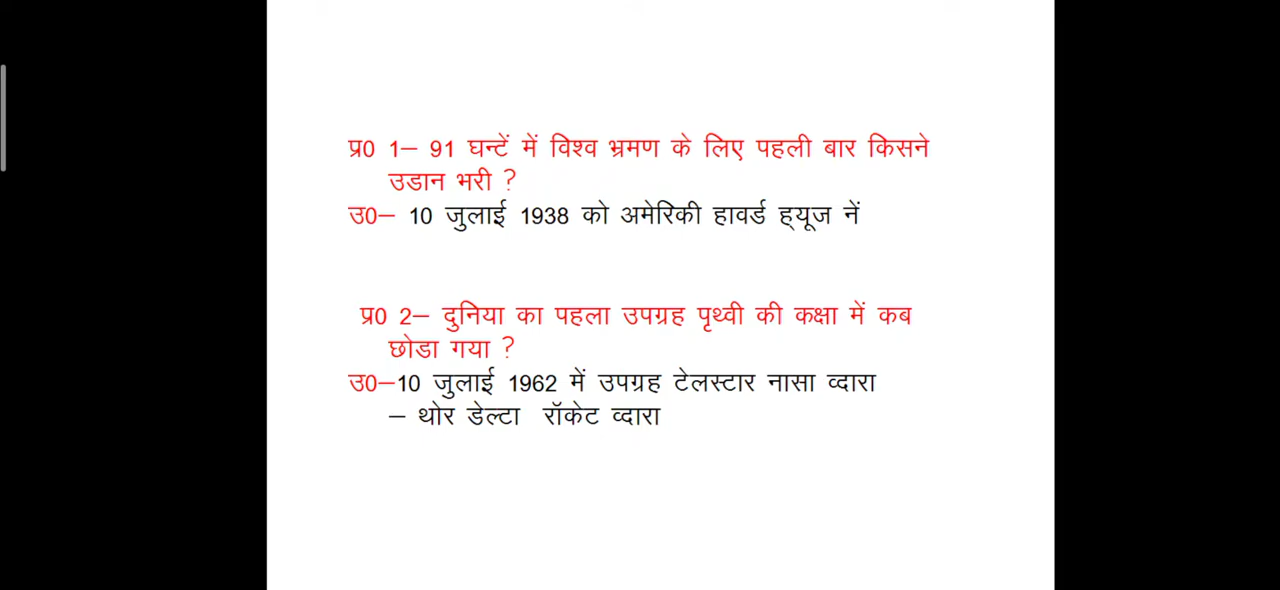 प्र0 1– 91 घन्टें में विश्व भ्रमण के लिए पहली बार किसने
उडान भरी ?
उ0– 10 जुलाई 1938 को अमेरिकी हावर्ड ह्यूज नें
प्र0 2– दुनिया का पहला उपग्रह पृथ्वी की कक्षा में कब
छोडा गया ?
उ0–10 जुलाई 1962 में उपग्रह टेलस्टार नासा व्दारा
– थोर डेल्टा रॉकेट व्दारा